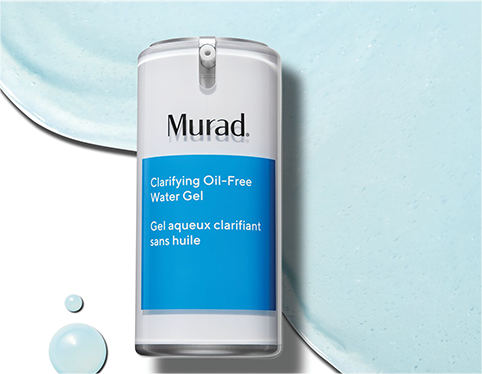 Murad.
Clarifying Oil-Free
Water Gel
Gel aqueux clarifiant
sans huile